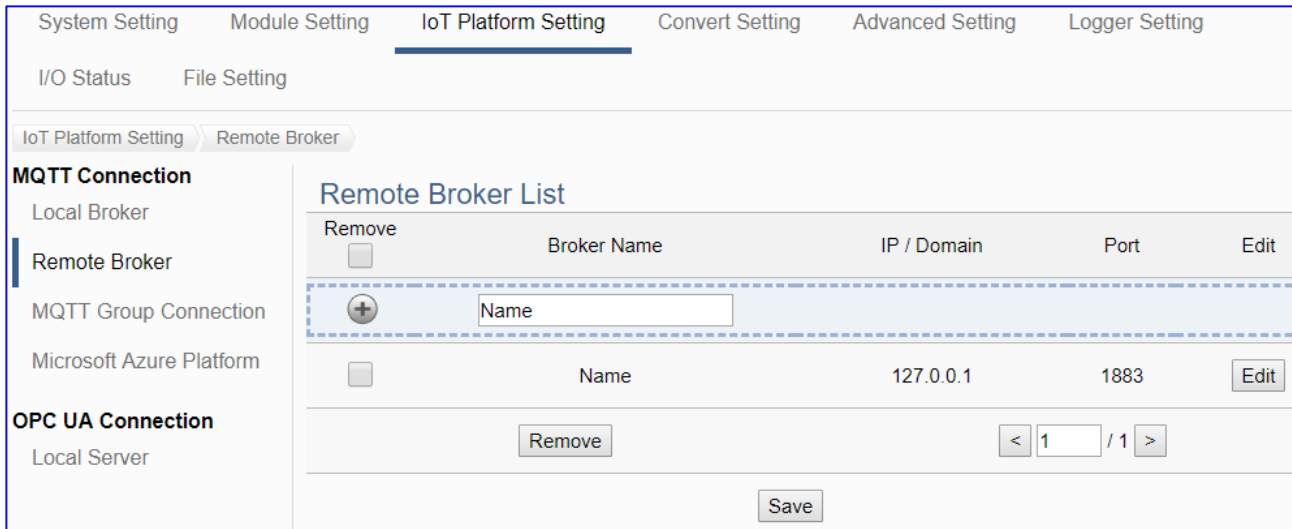 System Setting Module Setting IoT Platform Setting Convert Setting Advanced Setting Logger Setting
I/O Status File Setting
IoT Platform Setting Remote Broker
MQTT Connection
Local Broker
Remote Broker
MQTT Group Connection
Microsoft Azure Platform
OPC UA Connection
Local Server
Remote Broker List
Remove Broker Name IP / Domain Port Edit
Name
Name 127.0.0.1 1883 Edit
Remove < 1 / 1 >
Save